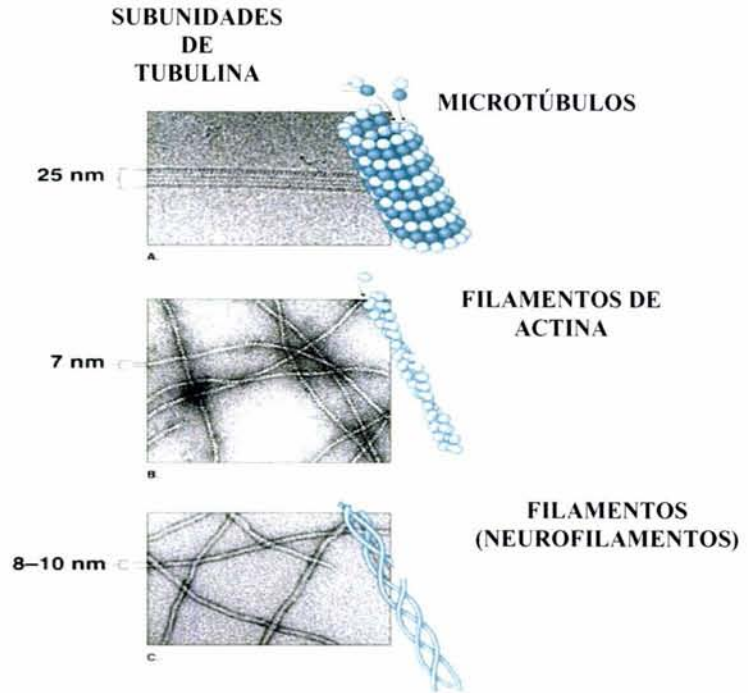 SUBUNIDADES
DE
TUBULINA
MICROTÚBULOS
25 nm
A.
FILAMENTOS DE
ACTINA
7 nm
B.
FILAMENTOS
(NEUROFILAMENTOS)
8–10 nm
C.